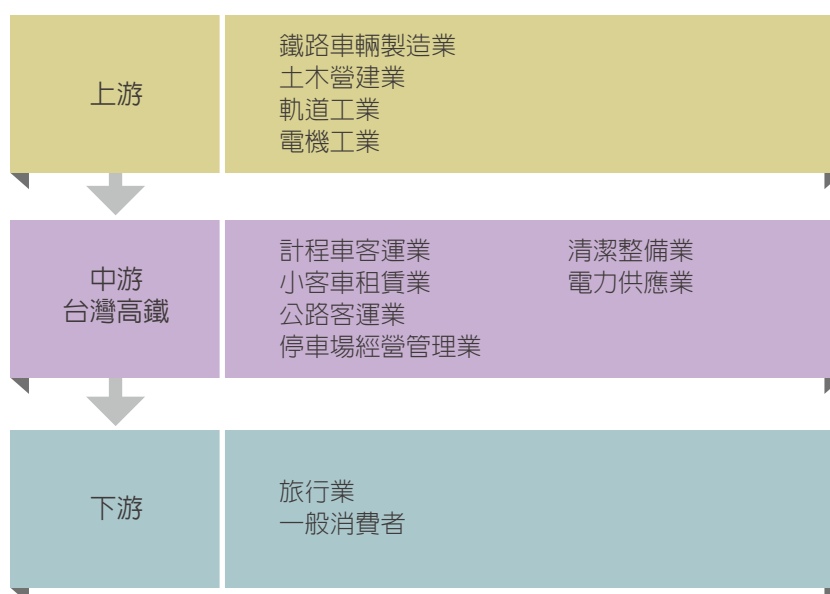 上游
鐵路車輛製造業
土木營建業
軌道工業
電機工業
中游
台灣高鐵
計程車客運業
小客車租賃業
公路客運業
停車場經營管理業
清潔整備業
電力供應業
下游
旅行業
一般消費者